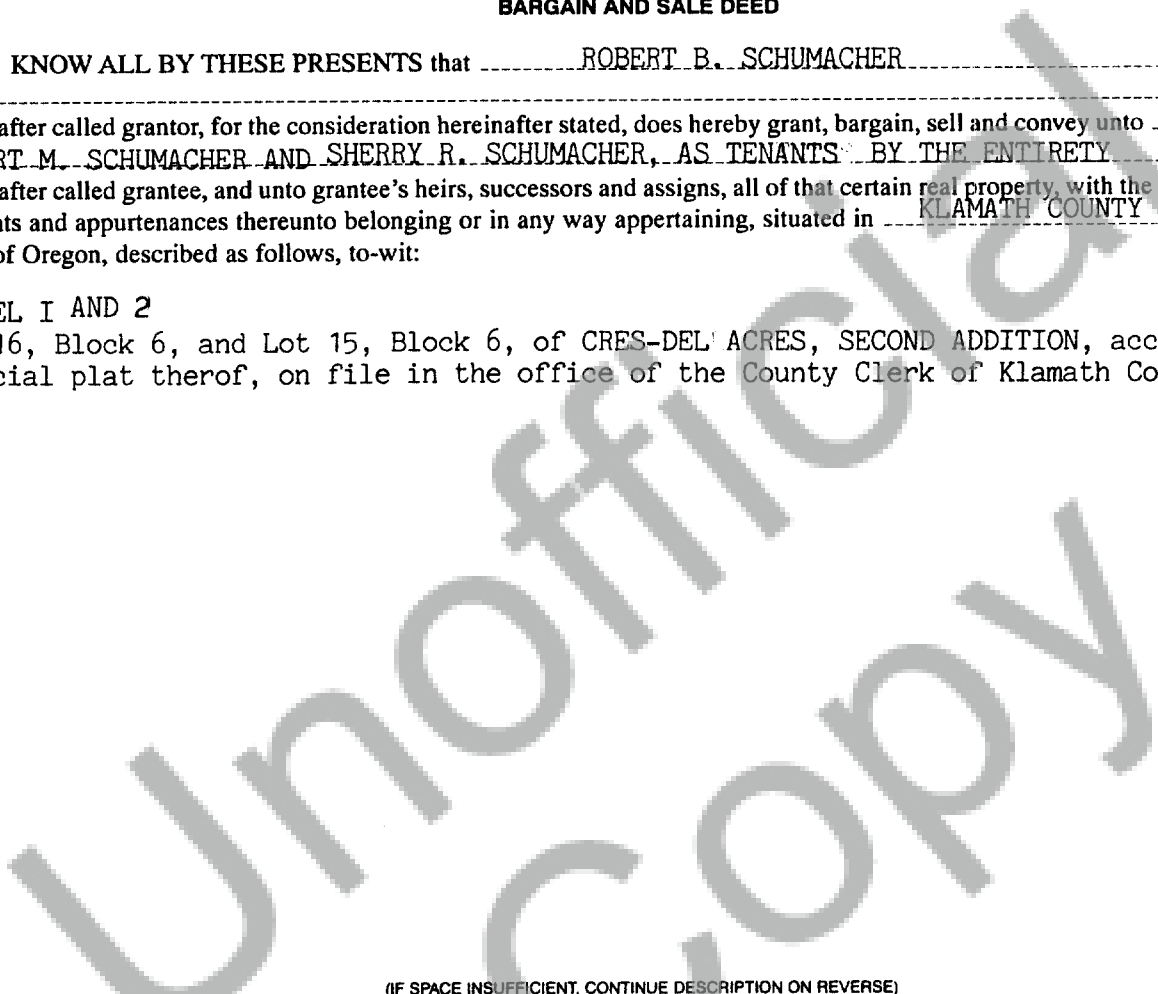 BARGAIN AND SALE DEED
KNOW ALL BY THESE PRESENTS that ROBERT B. SCHUMACHER
after called grantor, for the consideration hereinafter stated, does hereby grant, bargain, sell and convey unto
RT M. SCHUMACHER AND SHERRY R. SCHUMACHER, AS TENANTS BY THE ENTIRETY
after called grantee, and unto grantee's heirs, successors and assigns, all of that certain real property, with the
nts and appurtenances thereunto belonging or in any way appertaining, situated in KLAMATH COUNTY
of Oregon, described as follows, to-wit:
EL I AND 2
16, Block 6, and Lot 15, Block 6, of CRES-DEL ACRES, SECOND ADDITION, acc
cial plat therof, on file in the office of the County Clerk of Klamath Co
Unofficial
Copy
(IF SPACE INSUFFICIENT, CONTINUE DESCRIPTION ON REVERSE)